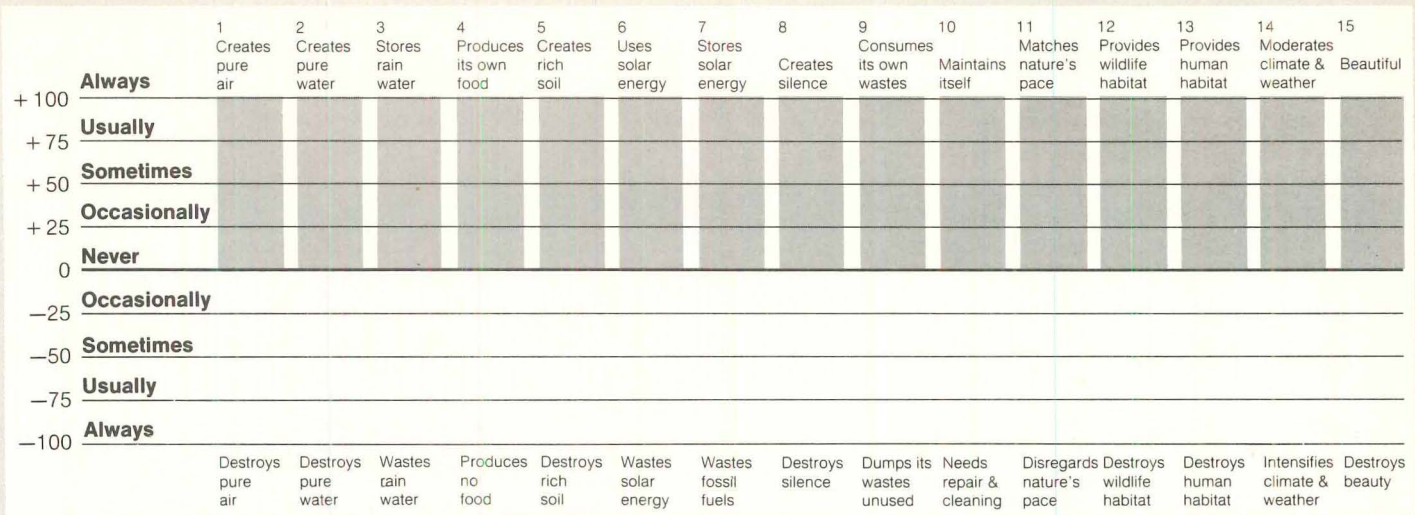 1 2 3 4 5 6 7 8 9 10 11 12 13 14 15
Creates Creates Stores Produces Creates Uses Stores Consumes Matches Provides Provides Moderates
pure pure rain its own rich solar solar Creates its own Maintains nature's wildlife human climate & Beautiful
Always air water water food soil energy energy silence wastes itself pace habitat habitat weather
+ 100
Usually
+ 75
Sometimes
+ 50
Occasionally
+ 25
Never
0
Occasionally
—25
Sometimes
—50
Usually
—75
Always
—100
Destroys Destroys Wastes Produces Destroys Wastes Wastes Destroys Dumps its Needs Disregards Destroys Destroys Intensifies Destroys
pure pure rain no rich solar fossil silence wastes repair & nature's wildlife human climate & beauty
air water water food soil energy fuels unused cleaning pace habitat habitat weather